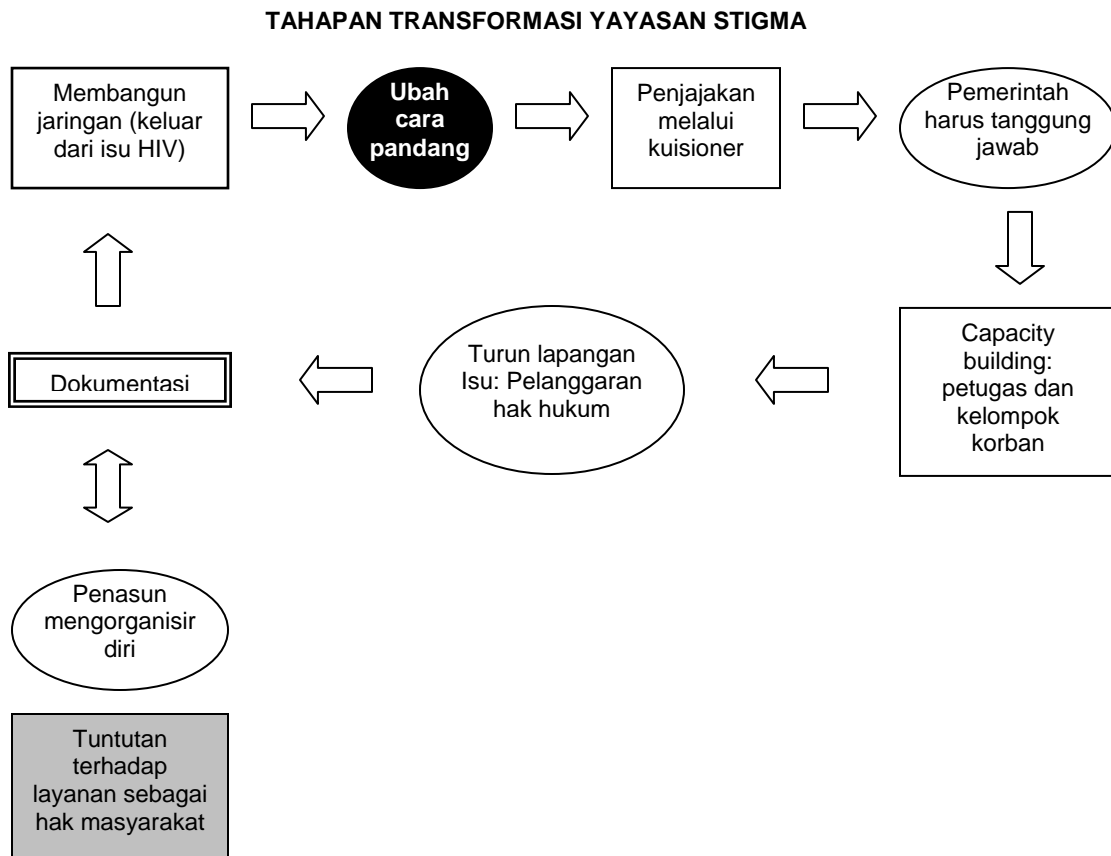 TAHAPAN TRANSFORMASI YAYASAN STIGMA
Membangun
jaringan (keluar
dari isu HIV)
Ubah
cara
pandang
Penjajakan
melalui
kuisioner
Pemerintah
harus tanggung
jawab
Capacity
building:
petugas dan
kelompok
korban
Turun lapangan
Isu: Pelanggaran
hak hukum
Dokumentasi
Penasun
mengorganisir
diri
Tuntutan
terhadap
layanan sebagai
hak masyarakat